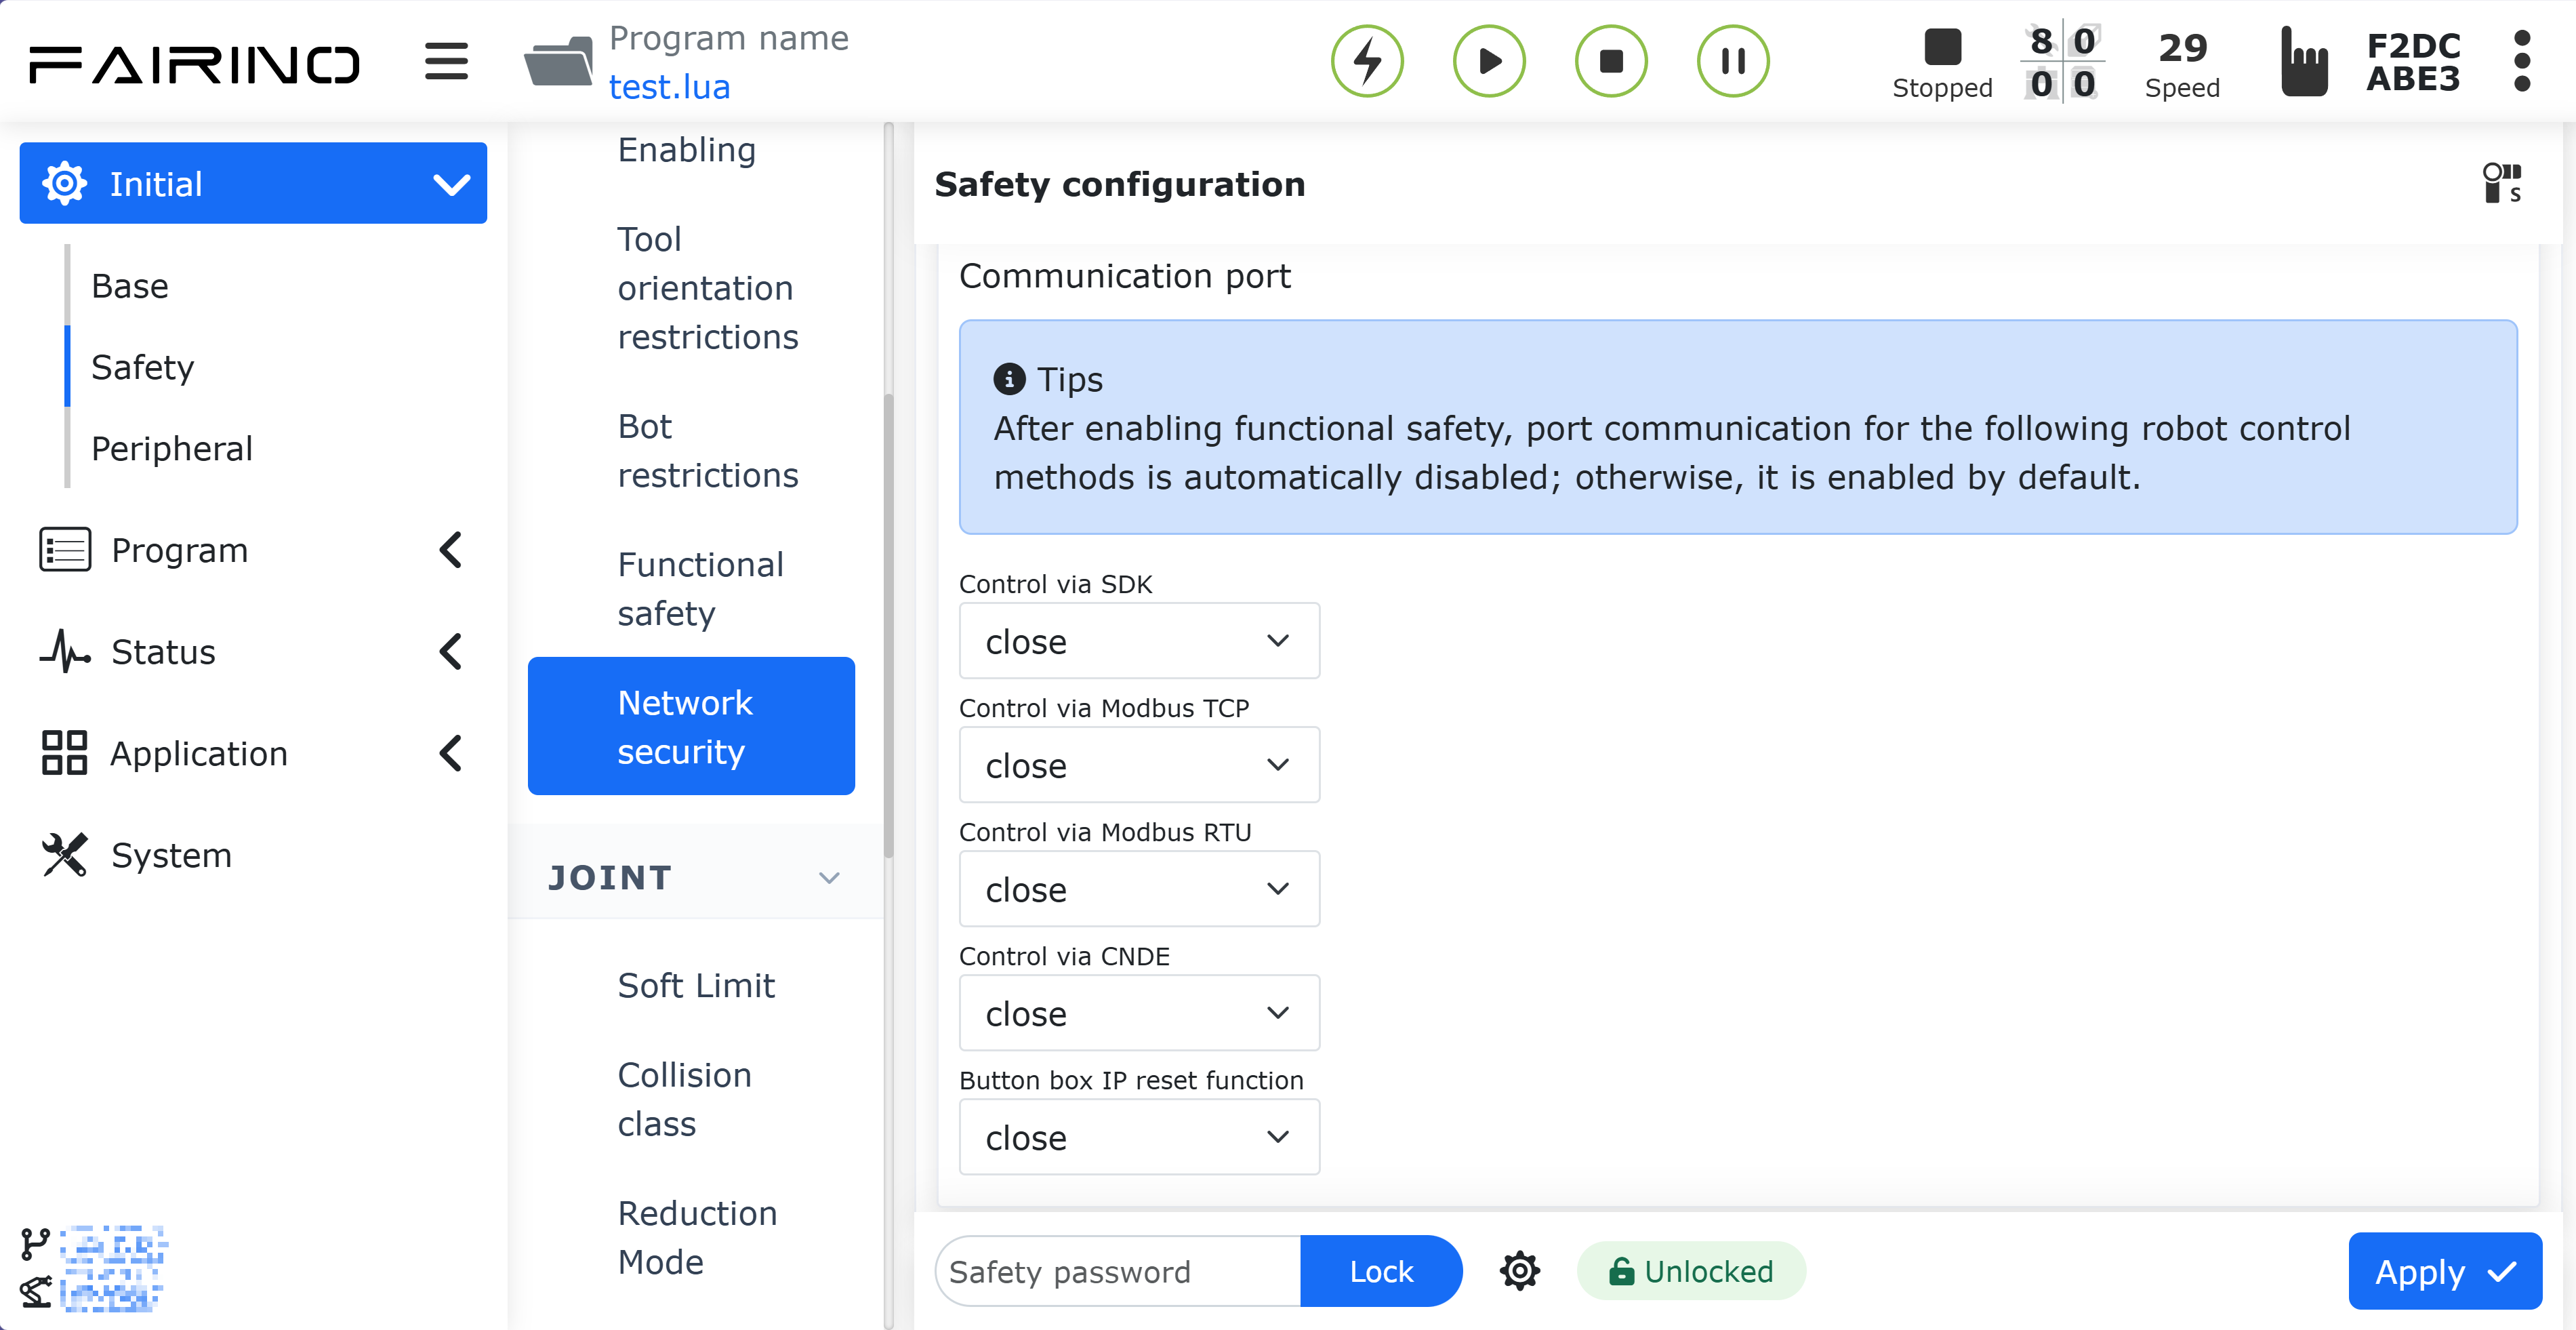 FAIRINO
Program name
test.lua
Stopped
8 0
0 0
29
Speed
F2DC
ABE3
Initial
Base
Safety
Peripheral
Program
Status
Application
System
Enabling
Tool
orientation
restrictions
Bot
restrictions
Functional
safety
Network
security
JOINT
Soft Limit
Collision
class
Reduction
Mode
Safety configuration
S
Communication port
Tips
After enabling functional safety, port communication for the following robot control
methods is automatically disabled; otherwise, it is enabled by default.
Control via SDK
close
Control via Modbus TCP
close
Control via Modbus RTU
close
Control via CNDE
close
Button box IP reset function
close
Safety password
Lock
Unlocked
Apply